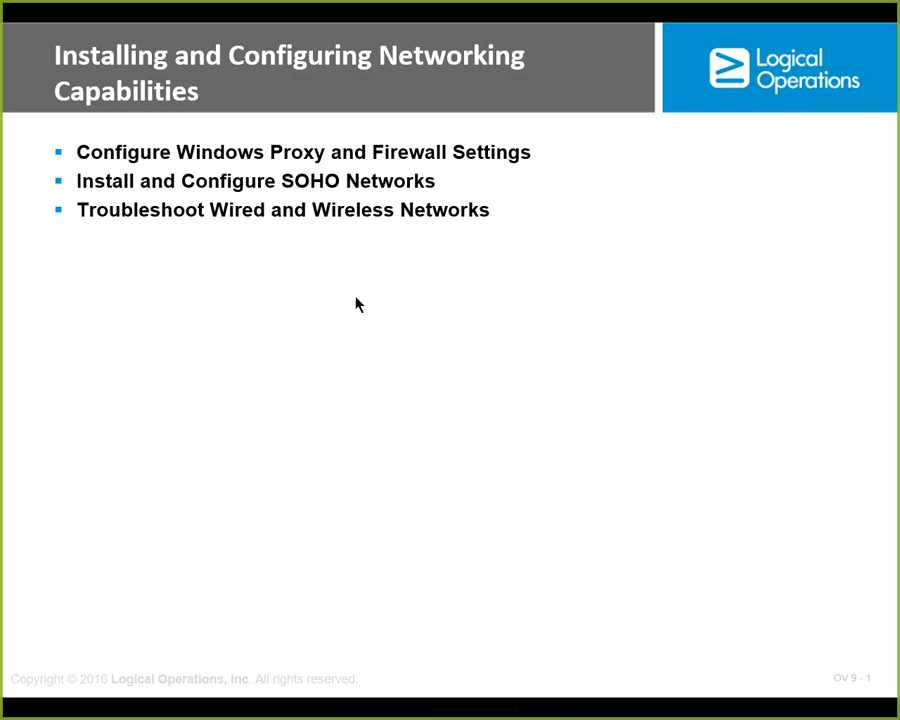 Installing and Configuring Networking
Capabilities
Logical
Operations
Configure Windows Proxy and Firewall Settings
Install and Configure SOHO Networks
Troubleshoot Wired and Wireless Networks
Copyright © 2016 Logical Operations, Inc. All rights reserved.
OV 9 - 1